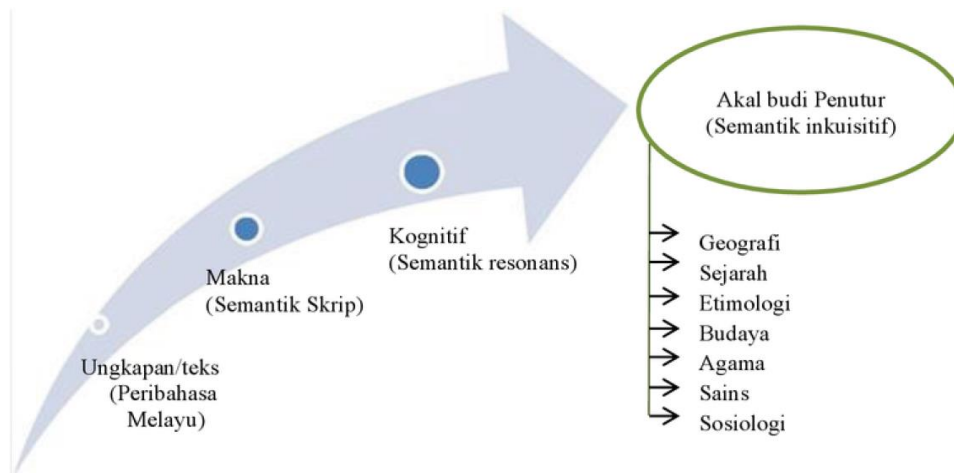 Akal budi Penutur
(Semantik inkuisitif)
Kognitif
(Semantik resonans)
Makna
(Semantik Skrip)
Ungkapan/teks
(Peribahasa
Melayu)
Geografi
Sejarah
Etimologi
Budaya
Agama
Sains
Sosiologi